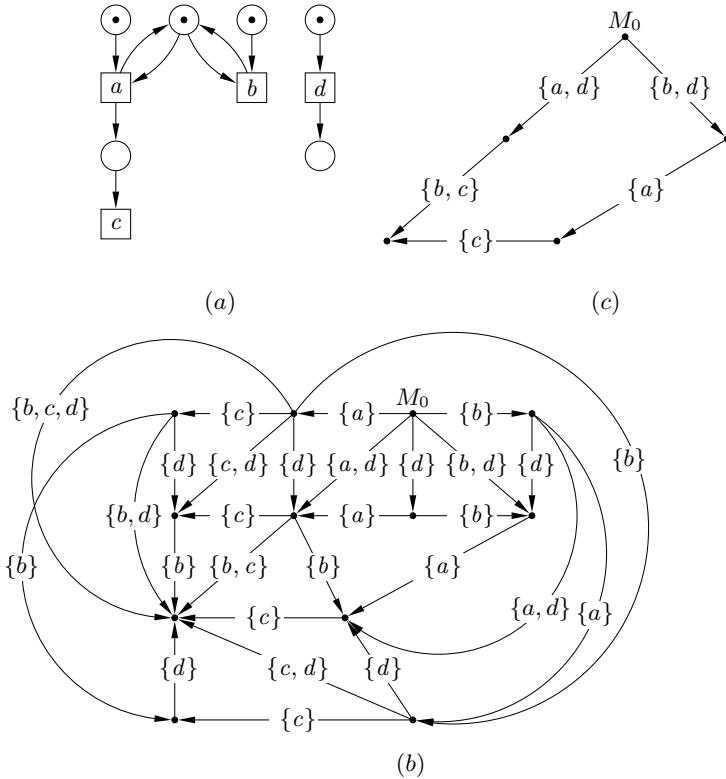 a b d
c
(a)
M₀
{a, d} {b, d}
{b, c} {a}
{c}
(c)
M₀
{b, c, d} {c} {a} {b}
{b}
{d} {c, d} {d} {a, d} {d} {b, d} {d}
{b, d} {c} {a} {b}
{b} {b} {b, c} {b} {a}
{c} {a, d} {a}
{d} {c, d} {d}
{c}
(b)